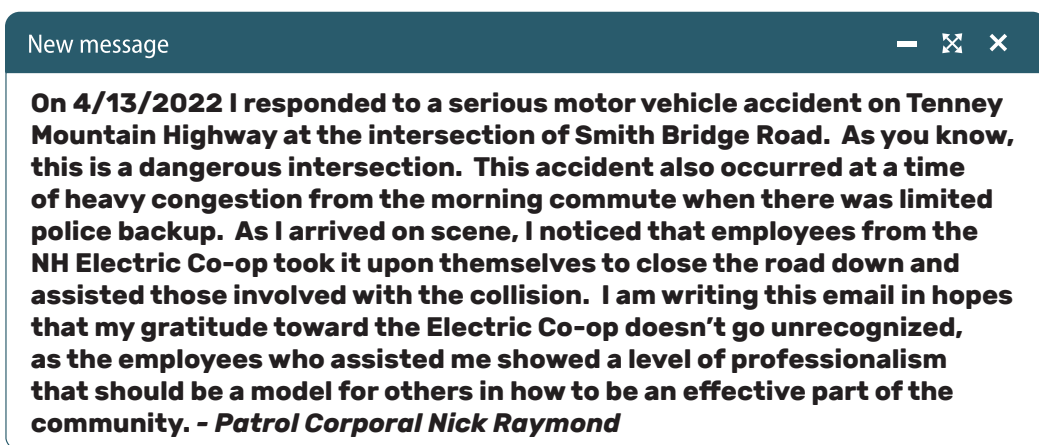 New message
On 4/13/2022 I responded to a serious motor vehicle accident on Tenney
Mountain Highway at the intersection of Smith Bridge Road.  As you know,
this is a dangerous intersection.  This accident also occurred at a time
of heavy congestion from the morning commute when there was limited
police backup.  As I arrived on scene, I noticed that employees from the
NH Electric Co-op took it upon themselves to close the road down and
assisted those involved with the collision.  I am writing this email in hopes
that my gratitude toward the Electric Co-op doesn’t go unrecognized,
as the employees who assisted me showed a level of professionalism
that should be a model for others in how to be an effective part of the
community. - Patrol Corporal Nick Raymond